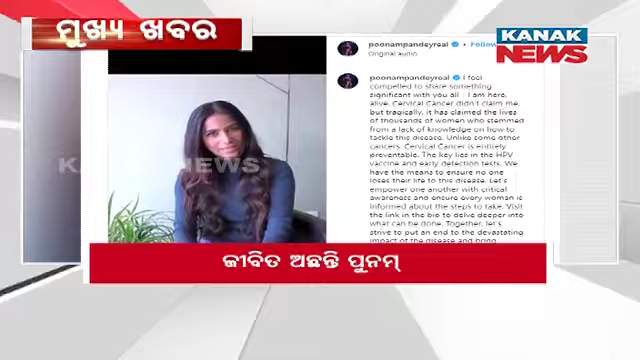 ମୁଖ୍ୟ ଖବର
KANAK
NEWS
poonampandeyreal • Follow
Original audio
poonampandeyreal I feel
compelled to share something
significant with you all - I am here,
alive. Cervical Cancer didn't claim me,
but tragically, it has claimed the lives
of thousands of women who stemmed
from a lack of knowledge on how to
tackle this disease. Unlike some other
cancers, Cervical Cancer is entirely
preventable. The key lies in the HPV
vaccine and early detection tests. We
have the means to ensure no one
loses their life to this disease. Let's
empower one another with critical
awareness and ensure every woman is
informed about the steps to take. Visit
the link in the bio to delve deeper into
what can be done. Together, let's
strive to put an end to the devastating
impact of the disease and bring
KANAK NEWS
ଜୀବିତ ଅଛନ୍ତି ପୁନମ୍